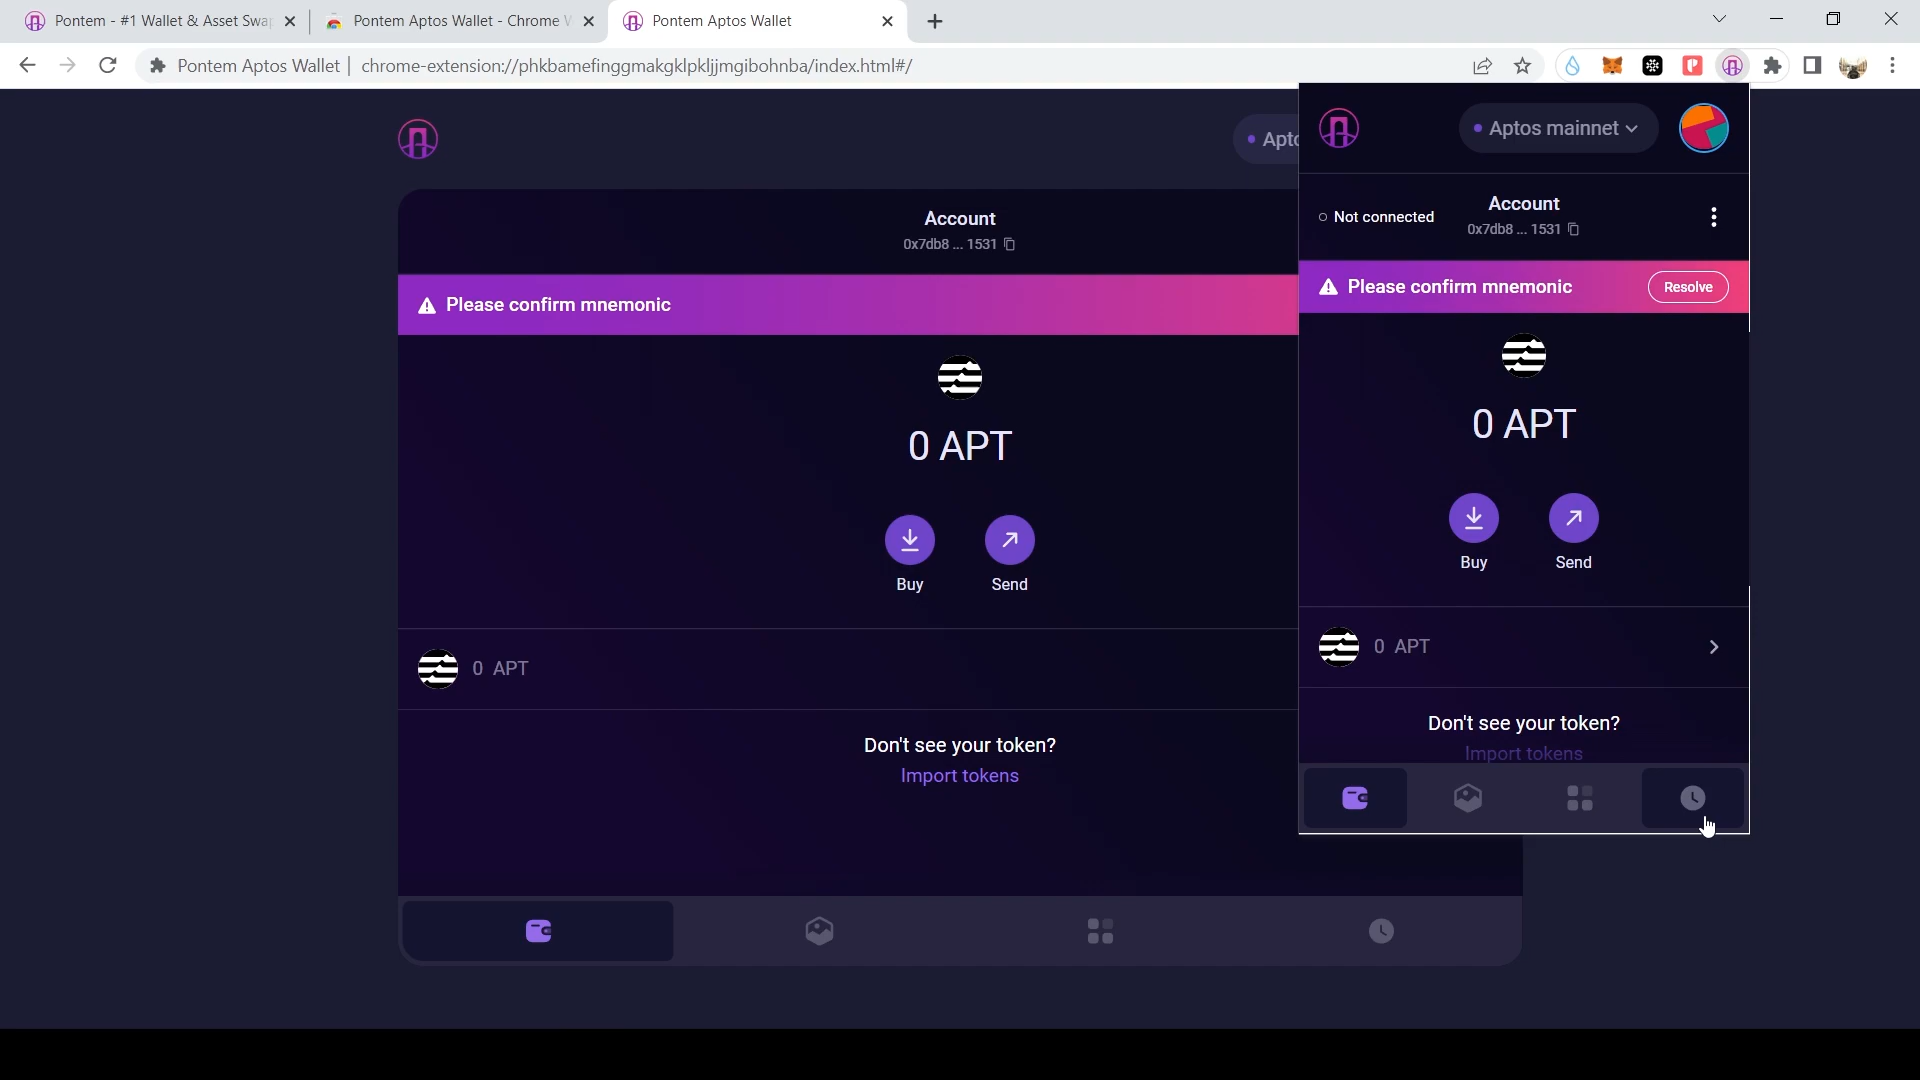 Pontem - #1 Wallet & Asset Swap
Pontem Aptos Wallet - Chrome W
Pontem Aptos Wallet
Pontem Aptos Wallet | chrome-extension://phkbamefinggmakgklpkljjmgibohnba/index.html#/
Apto
Account
0x7db8 ... 1531
Please confirm mnemonic
0 APT
Buy
Send
0 APT
Don't see your token?
Import tokens
Aptos mainnet
Not connected
Account
0x7db8 ... 1531
Please confirm mnemonic
Resolve
0 APT
Buy
Send
0 APT
Don't see your token?
Import tokens